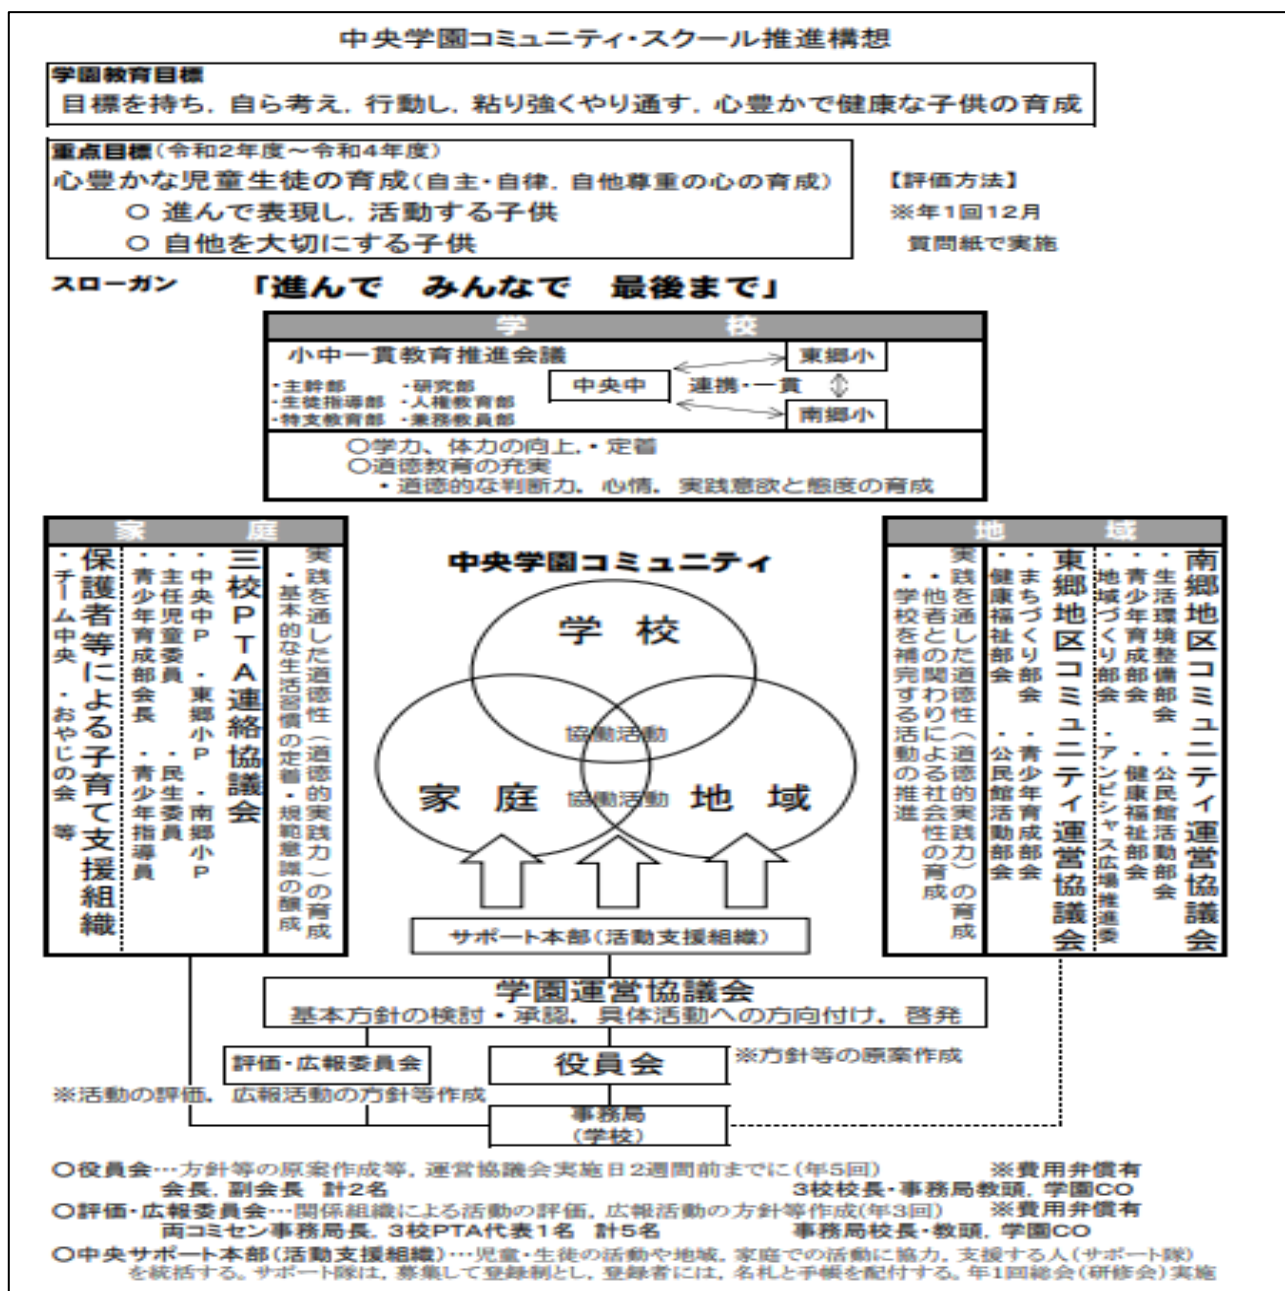 中央学園コミュニティ・スクール推進構想
学園教育目標
目標を持ち，自ら考え，行動し，粘り強くやり通す，心豊かで健康な子供の育成
重点目標（令和2年度～令和4年度）
心豊かな児童生徒の育成（自主・自律，自他尊重の心の育成）
○ 進んで表現し，活動する子供
○ 自他を大切にする子供
【評価方法】
※年1回12月
質問紙で実施
スローガン 「進んで　みんなで　最後まで」
学　校
小中一貫教育推進会議
・主幹部　・研究部
・生徒指導部　・人権教育部
・特支教育部　・兼務教員部
中央中
連携・一貫
東郷小
南郷小
○学力、体力の向上，・定着
○道徳教育の充実
・道徳的な判断力，心情，実践意欲と態度の育成
家　庭
実践を通した道徳性（道徳的実践力）の育成
・基本的な生活習慣の定着・規範意識の醸成
三校ＰＴＡ連絡協議会
・中央中Ｐ　・東郷小Ｐ　・南郷小Ｐ
・主任児童委員　・民生委員
・青少年育成部会長　・青少年指導員
保護者等による子育て支援組織
・チーム中央　・おやじの会　等
中央学園コミュニティ
学校
協働活動
家庭
協働活動
地域
地　域
南郷地区コミュニティ運営協議会
・生活環境整備部会　・公民館活動部会
・青少年育成部会　・健康福祉部会
・地域づくり部会　・アンビシャス広場推進委
東郷地区コミュニティ運営協議会
・まちづくり部会　・青少年育成部会
・健康福祉部会　・公民館活動部会
実践を通した道徳性（道徳的実践力）の育成
・他者との関わりによる社会性の育成
・学校を補完する活動の推進
サポート本部（活動支援組織）
学園運営協議会
基本方針の検討・承認，具体活動への方向付け，啓発
評価・広報委員会
役員会
※方針等の原案作成
※活動の評価，広報活動の方針等作成
事務局
（学校）
○役員会…方針等の原案作成等，運営協議会実施日2週間前までに（年5回）　※費用弁償有
会長，副会長　計2名　3校校長・事務局教頭，学園CO
○評価・広報委員会…関係組織による活動の評価，広報活動の方針等作成（年3回）　※費用弁償有
両コミセン事務局長，3校PTA代表1名　計5名　事務局校長・教頭，学園CO
○中央サポート本部（活動支援組織）…児童・生徒の活動や地域，家庭での活動に協力，支援する人（サポート隊）
を統括する。サポート隊は，募集して登録制とし，登録者には，名札と手帳を配付する。年1回総会（研修会）実施